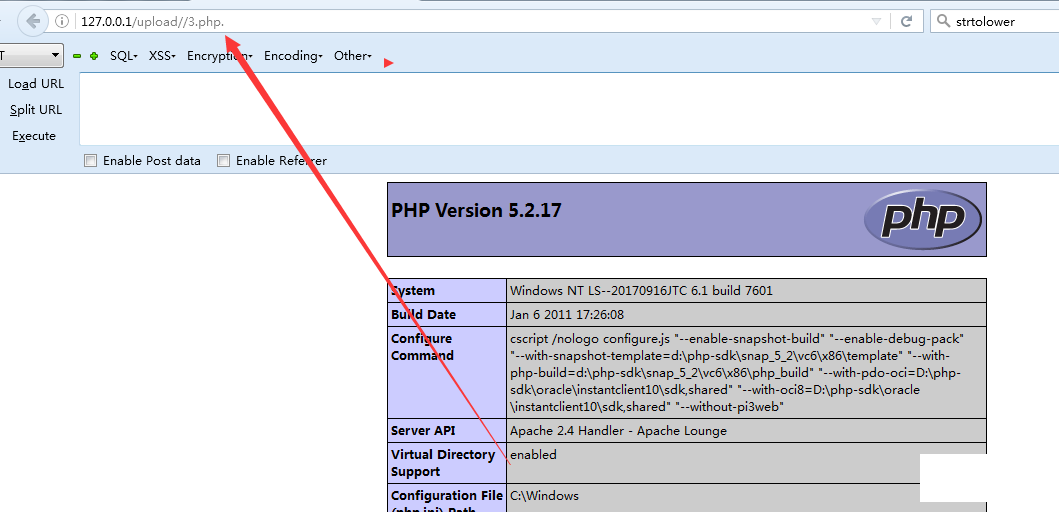 127.0.0.1/upload//3.php.
strtolower
T
SQL
XSS
Encryption
Encoding
Other
Load URL
Split URL
Execute
Enable Post data
Enable Referrer
PHP Version 5.2.17
php
System
Windows NT LS--20170916JTC 6.1 build 7601
Build Date
Jan 6 2011 17:26:08
Configure
Command
cscript /nologo configure.js "--enable-snapshot-build" "--enable-debug-pack"
"--with-snapshot-template=d:\php-sdk\snap_5_2\vc6\x86\template" "--with-
php-build=d:\php-sdk\snap_5_2\vc6\x86\php_build" "--with-pdo-oci=D:\php-
sdk\oracle\instantclient10\sdk,shared" "--with-oci8=D:\php-sdk\oracle
\instantclient10\sdk,shared" "--without-pi3web"
Server API
Apache 2.4 Handler - Apache Lounge
Virtual Directory
Support
enabled
Configuration File
(php.ini) Path
C:\Windows